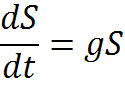 dS/dt = gS